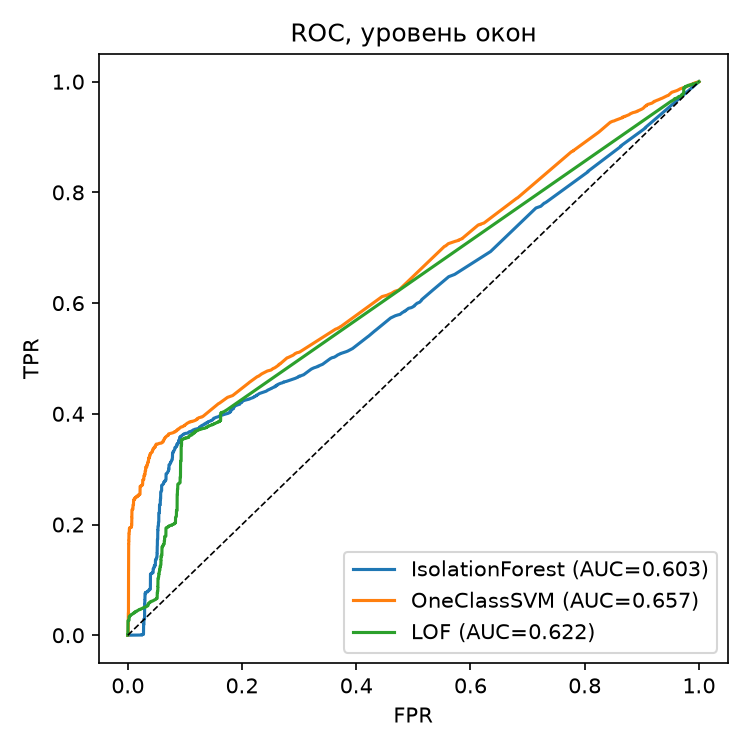 ROC, уровень окон
1.0
0.8
0.6
0.4
0.2
0.0
TPR
IsolationForest (AUC=0.603)
OneClassSVM (AUC=0.657)
LOF (AUC=0.622)
0.0 0.2 0.4 0.6 0.8 1.0
FPR